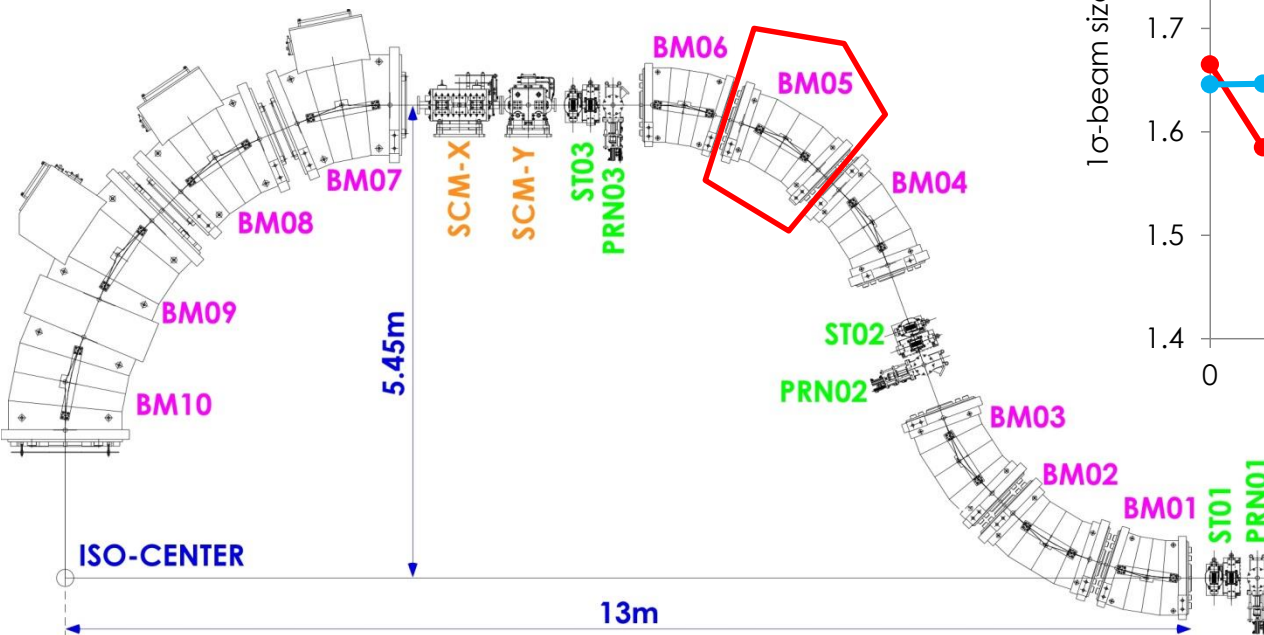 BM06
BM05
BM04
BM07
BM08
BM09
BM10
SCM-X
SCM-Y
ST03
PRN03
ST02
PRN02
BM03
BM02
BM01
ST01
PRN01
5.45m
ISO-CENTER
13m
1σ-beam size
1.7
1.6
1.5
1.4
0